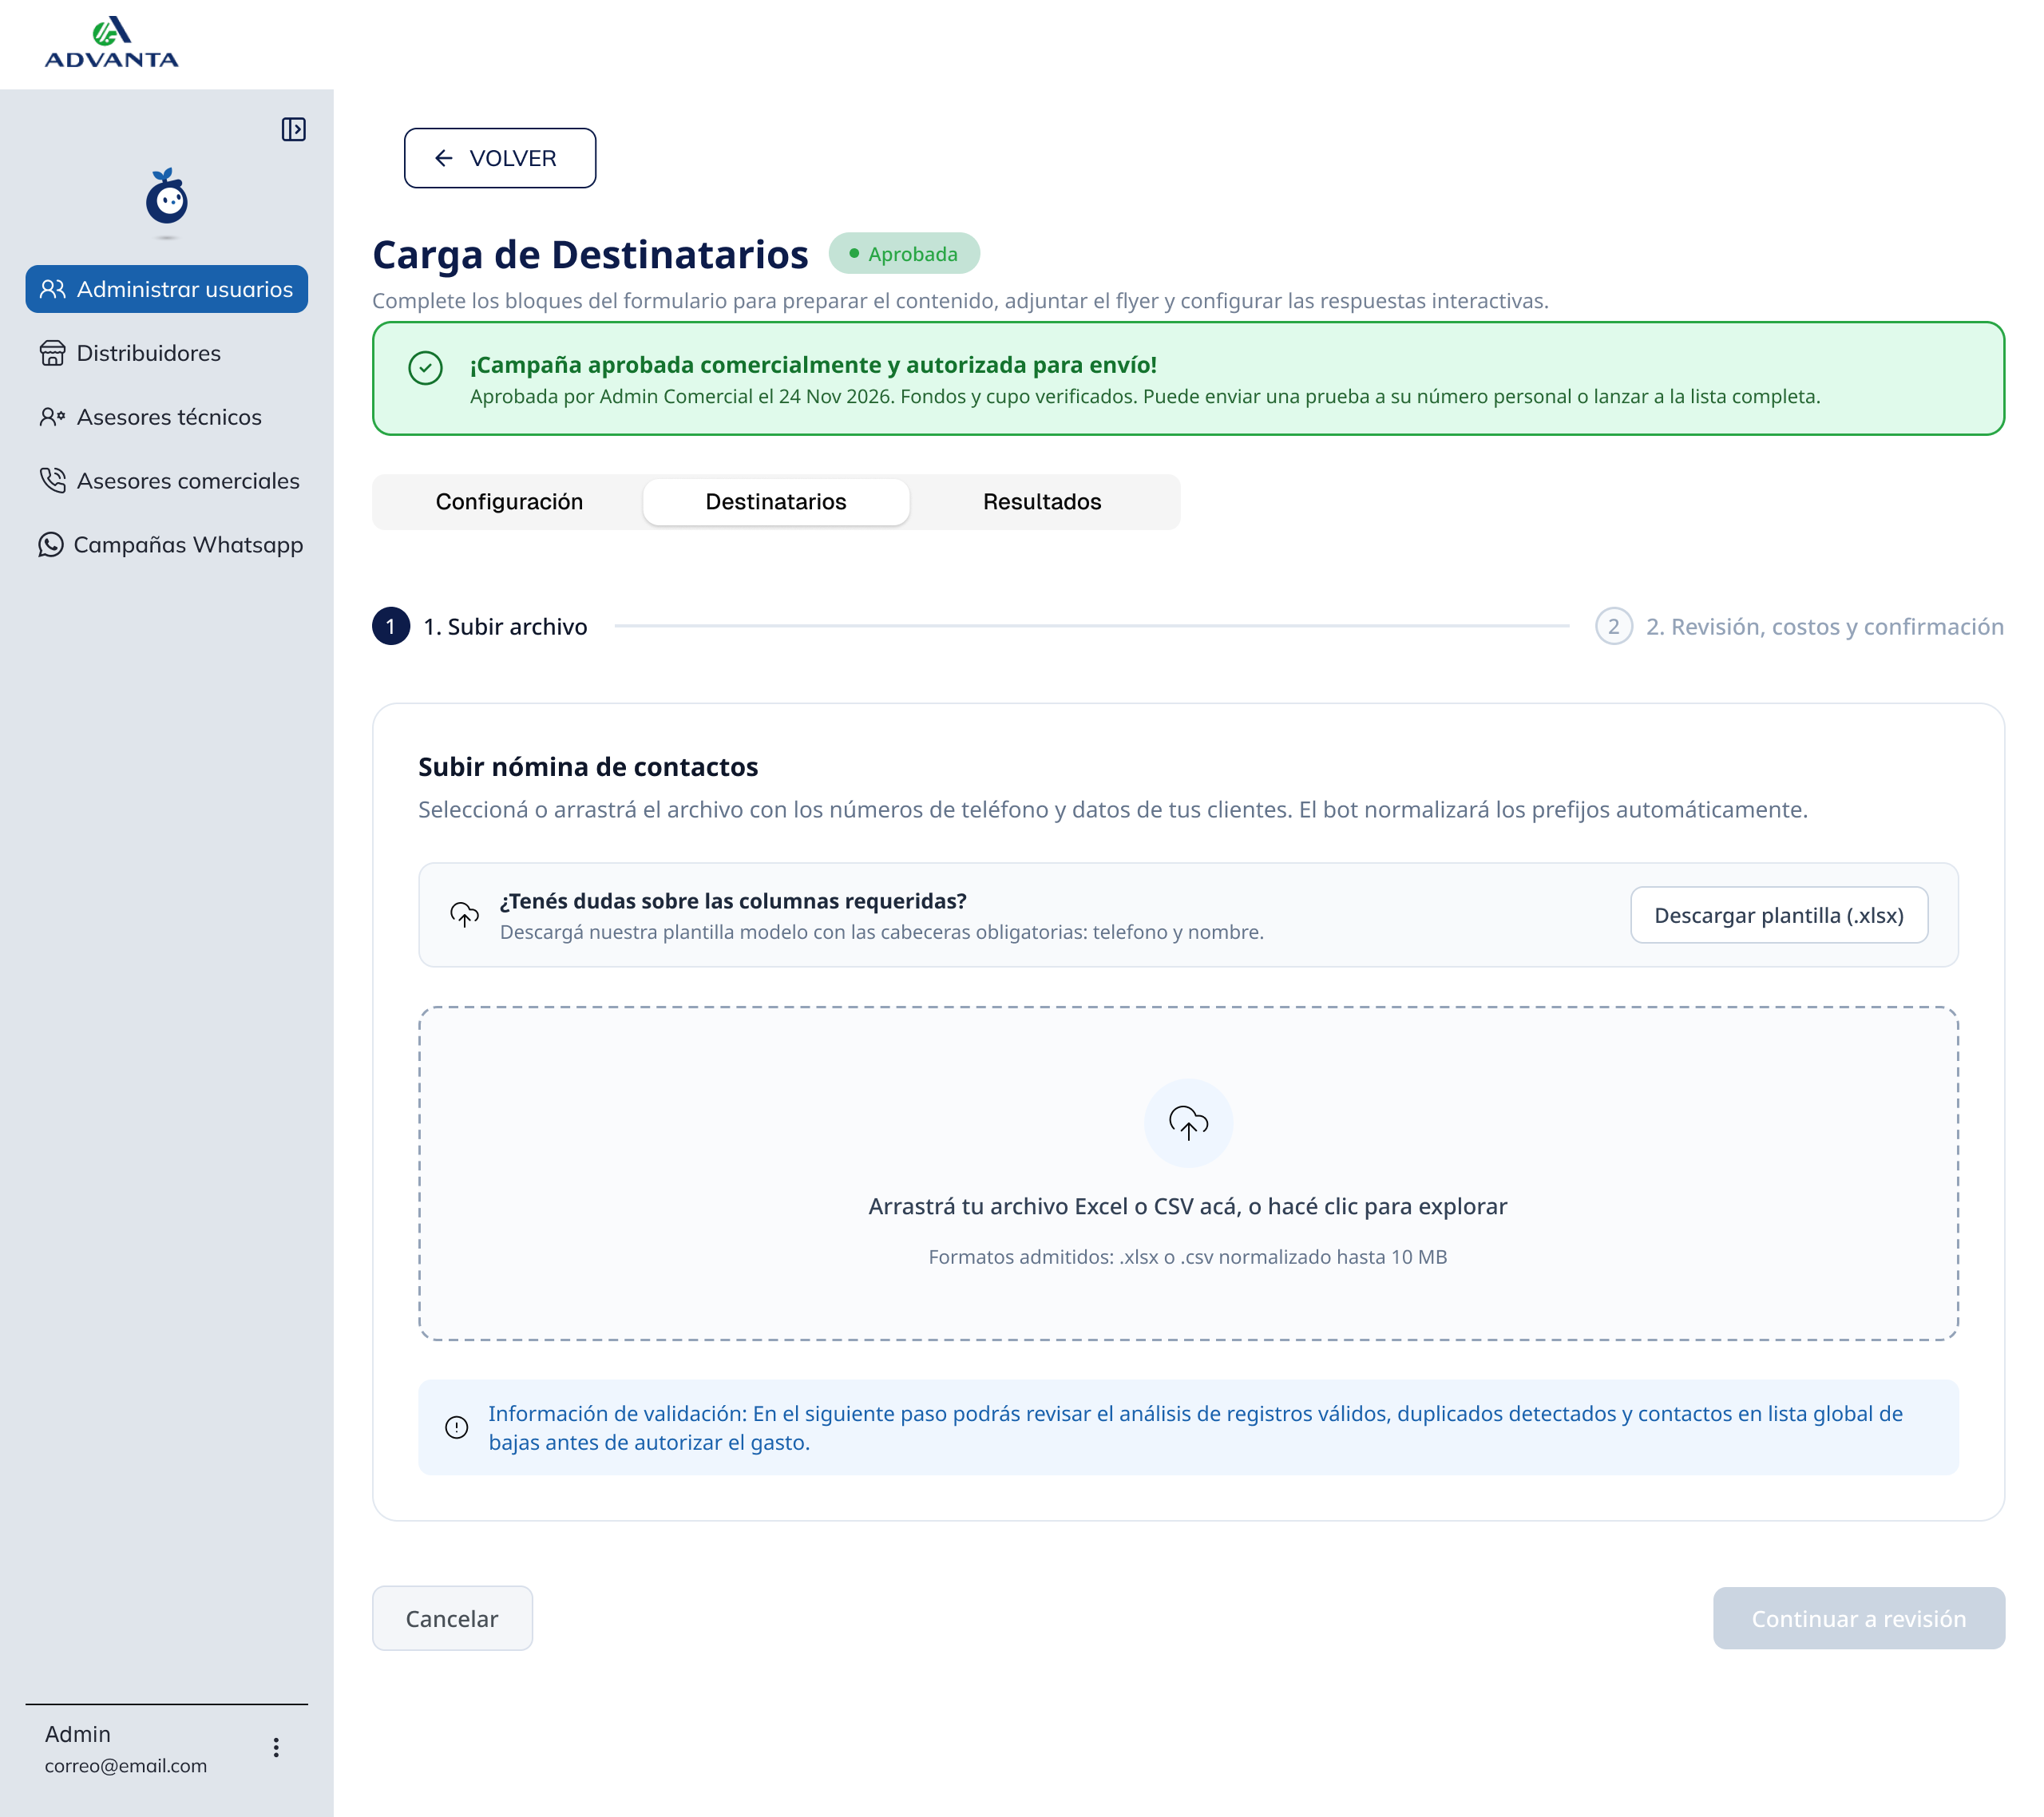 ADVANTA
VOLVER
Administrar usuarios
Distribuidores
Asesores técnicos
Asesores comerciales
Campañas Whatsapp
Carga de Destinatarios
Aprobada
Complete los bloques del formulario para preparar el contenido, adjuntar el flyer y configurar las respuestas interactivas.
¡Campaña aprobada comercialmente y autorizada para envío!
Aprobada por Admin Comercial el 24 Nov 2026. Fondos y cupo verificados. Puede enviar una prueba a su número personal o lanzar a la lista completa.
Configuración
Destinatarios
Resultados
1 1. Subir archivo
2 2. Revisión, costos y confirmación
Subir nómina de contactos
Seleccioná o arrastrá el archivo con los números de teléfono y datos de tus clientes. El bot normalizará los prefijos automáticamente.
¿Tenés dudas sobre las columnas requeridas?
Descargá nuestra plantilla modelo con las cabeceras obligatorias: telefono y nombre.
Descargar plantilla (.xlsx)
Arrastrá tu archivo Excel o CSV acá, o hacé clic para explorar
Formatos admitidos: .xlsx o .csv normalizado hasta 10 MB
Información de validación: En el siguiente paso podrás revisar el análisis de registros válidos, duplicados detectados y contactos en lista global de
bajas antes de autorizar el gasto.
Cancelar
Continuar a revisión
Admin
correo@email.com